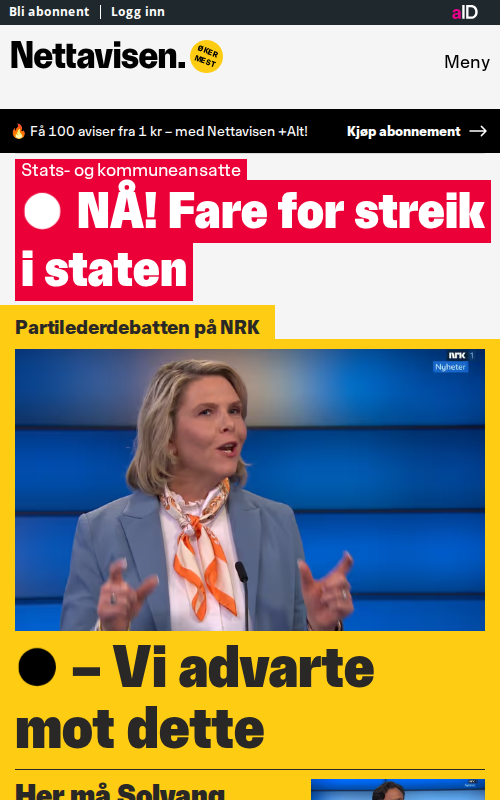 Bli abonnent | Logg inn
aID
Nettavisen.
ØKER
MEST
Meny
Få 100 aviser fra 1 kr – med Nettavisen +Alt!
Kjøp abonnement →
Stats- og kommuneansatte
NÅ! Fare for streik
i staten
Partilederdebatten på NRK
NRK 1
Nyheter
– Vi advarte
mot dette
Her må Solvang